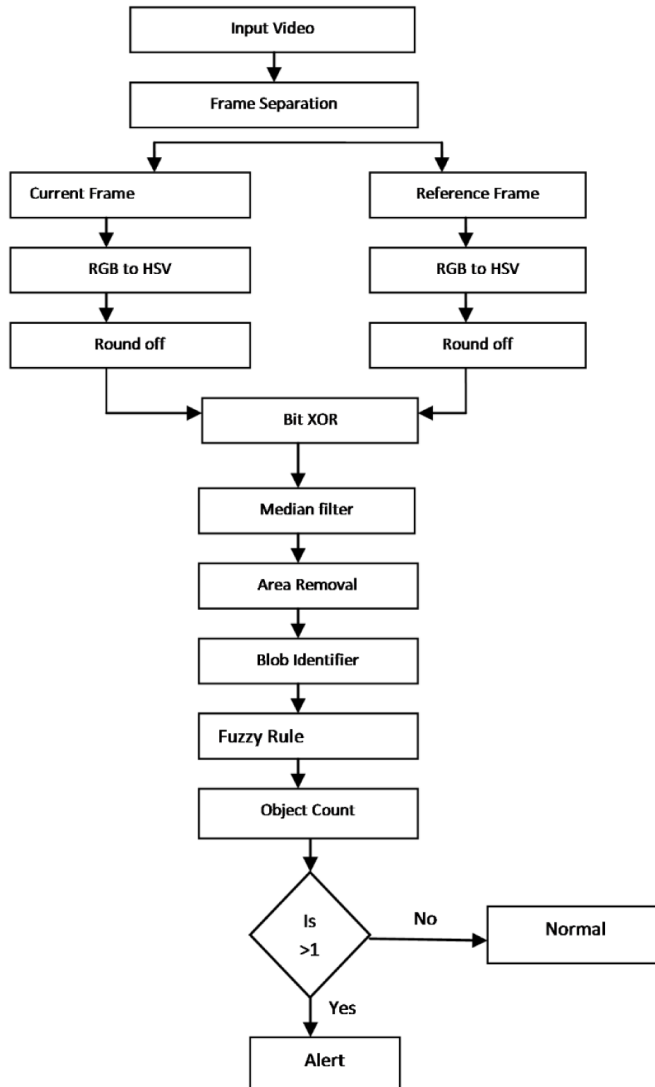 Input Video
Frame Separation
Current Frame
Reference Frame
RGB to HSV
RGB to HSV
Round off
Round off
Bit XOR
Median filter
Area Removal
Blob Identifier
Fuzzy Rule
Object Count
Is
>1
No
Normal
Yes
Alert